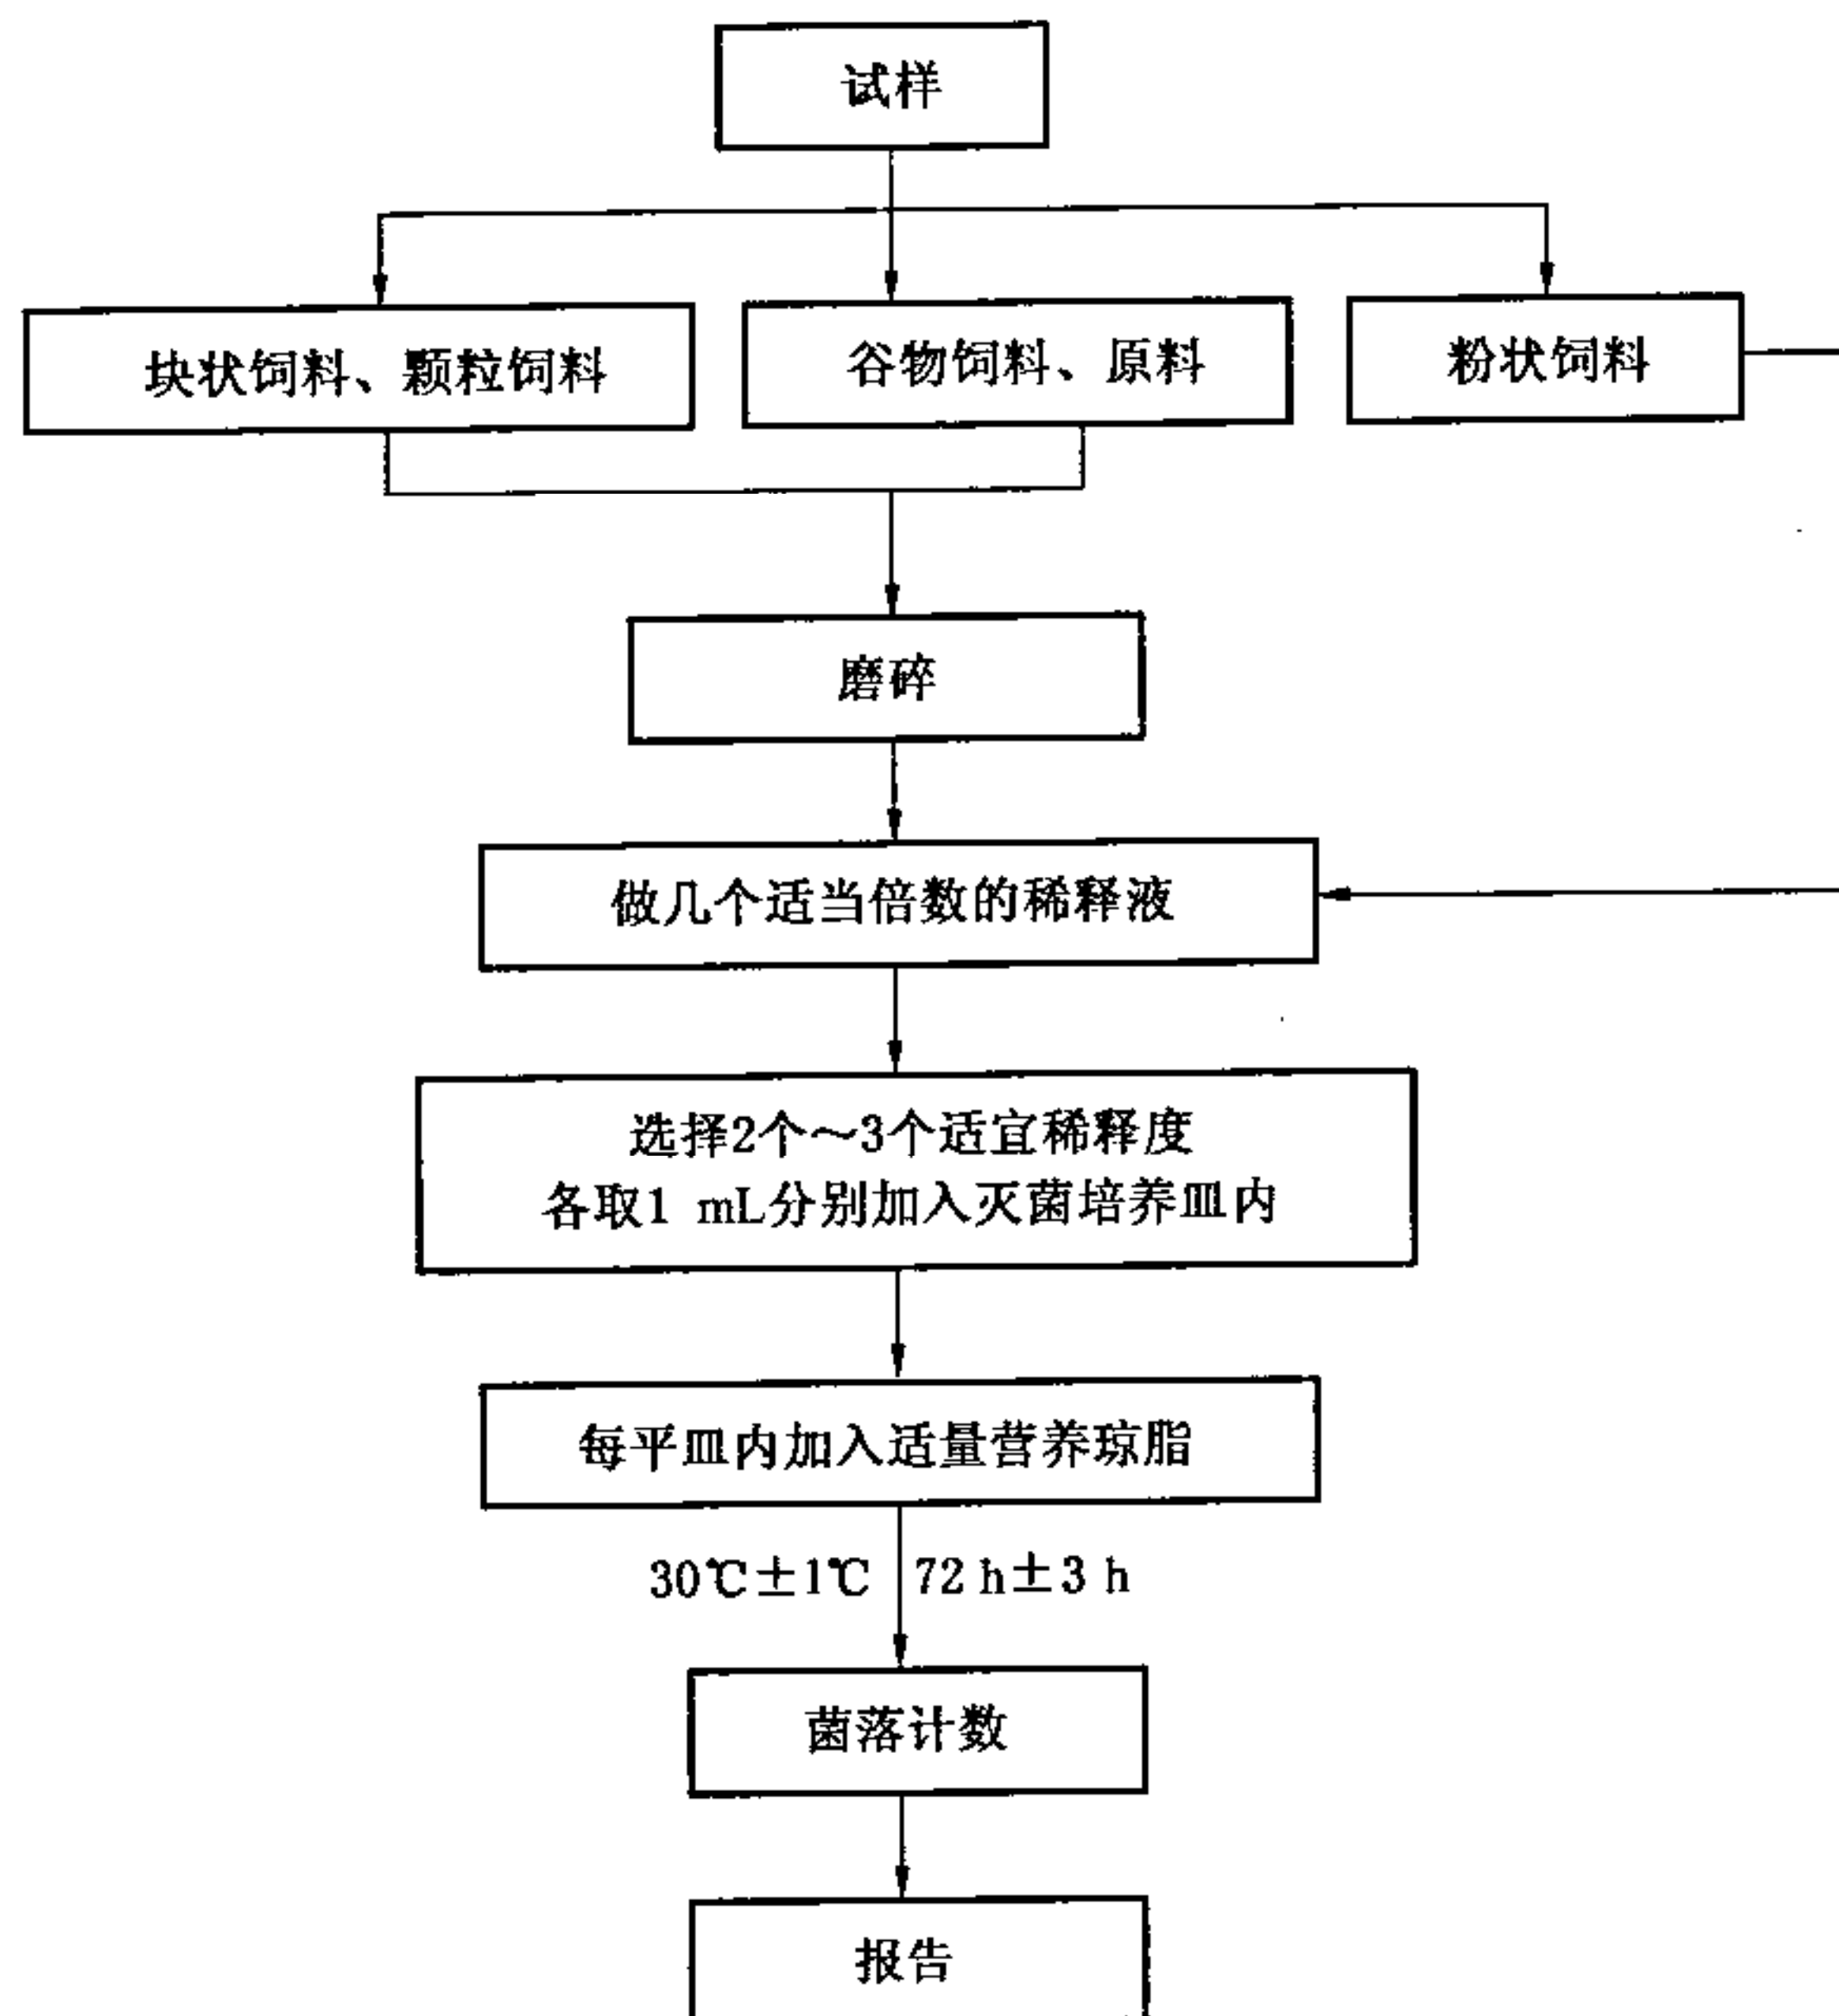 试样
块状饲料、颗粒饲料
谷物饲料、原料
粉状饲料
磨碎
做几个适当倍数的稀释液
选择2个～3个适宜稀释度
各取1 mL分别加入灭菌培养皿内
每平皿内加入适量营养琼脂
30℃±1℃ 72 h±3 h
菌落计数
报告